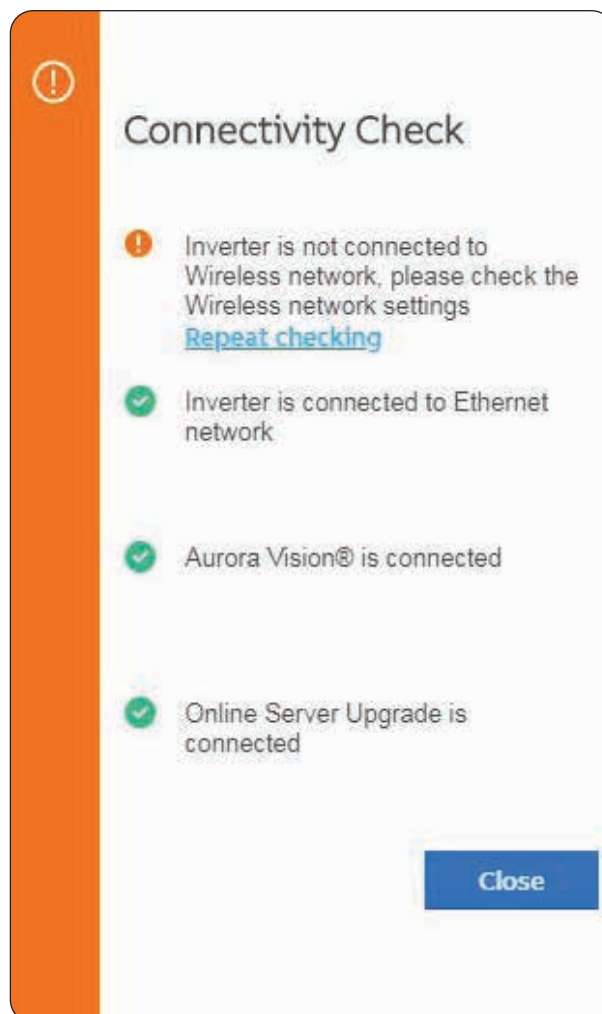 Connectivity Check
Inverter is not connected to
Wireless network, please check the
Wireless network settings
Repeat checking
Inverter is connected to Ethernet
network
Aurora Vision® is connected
Online Server Upgrade is
connected
Close